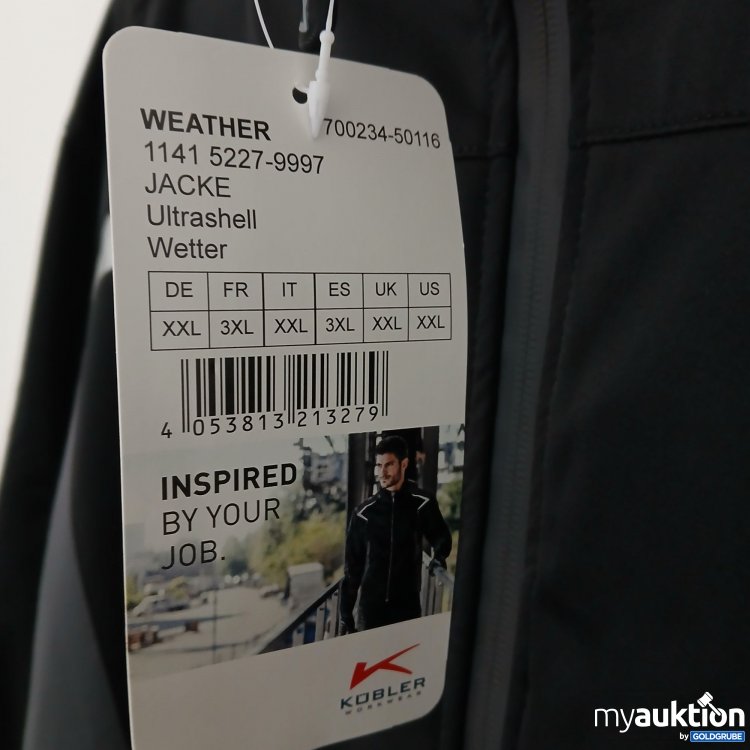 WEATHER 700234-50116
1141 5227-9997
JACKE
Ultrashell
Wetter
DE FR IT ES UK US
XXL 3XL XXL 3XL XXL XXL
4 053813 213279
INSPIRED
BY YOUR
JOB.
KÜBLER
WORKWEAR
myauktion
by GOLDGRUBE